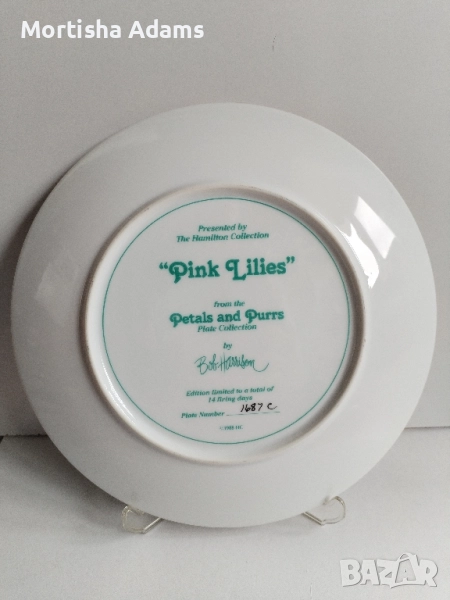 Mortisha Adams
Presented by
The Hamilton Collection
"Pink Lilies"
from the
Petals and Purrs
Plate Collection
by
Bob Harrison
Edition limited to a total of
14 firing days
Plate Number 1687 C
BAZAR